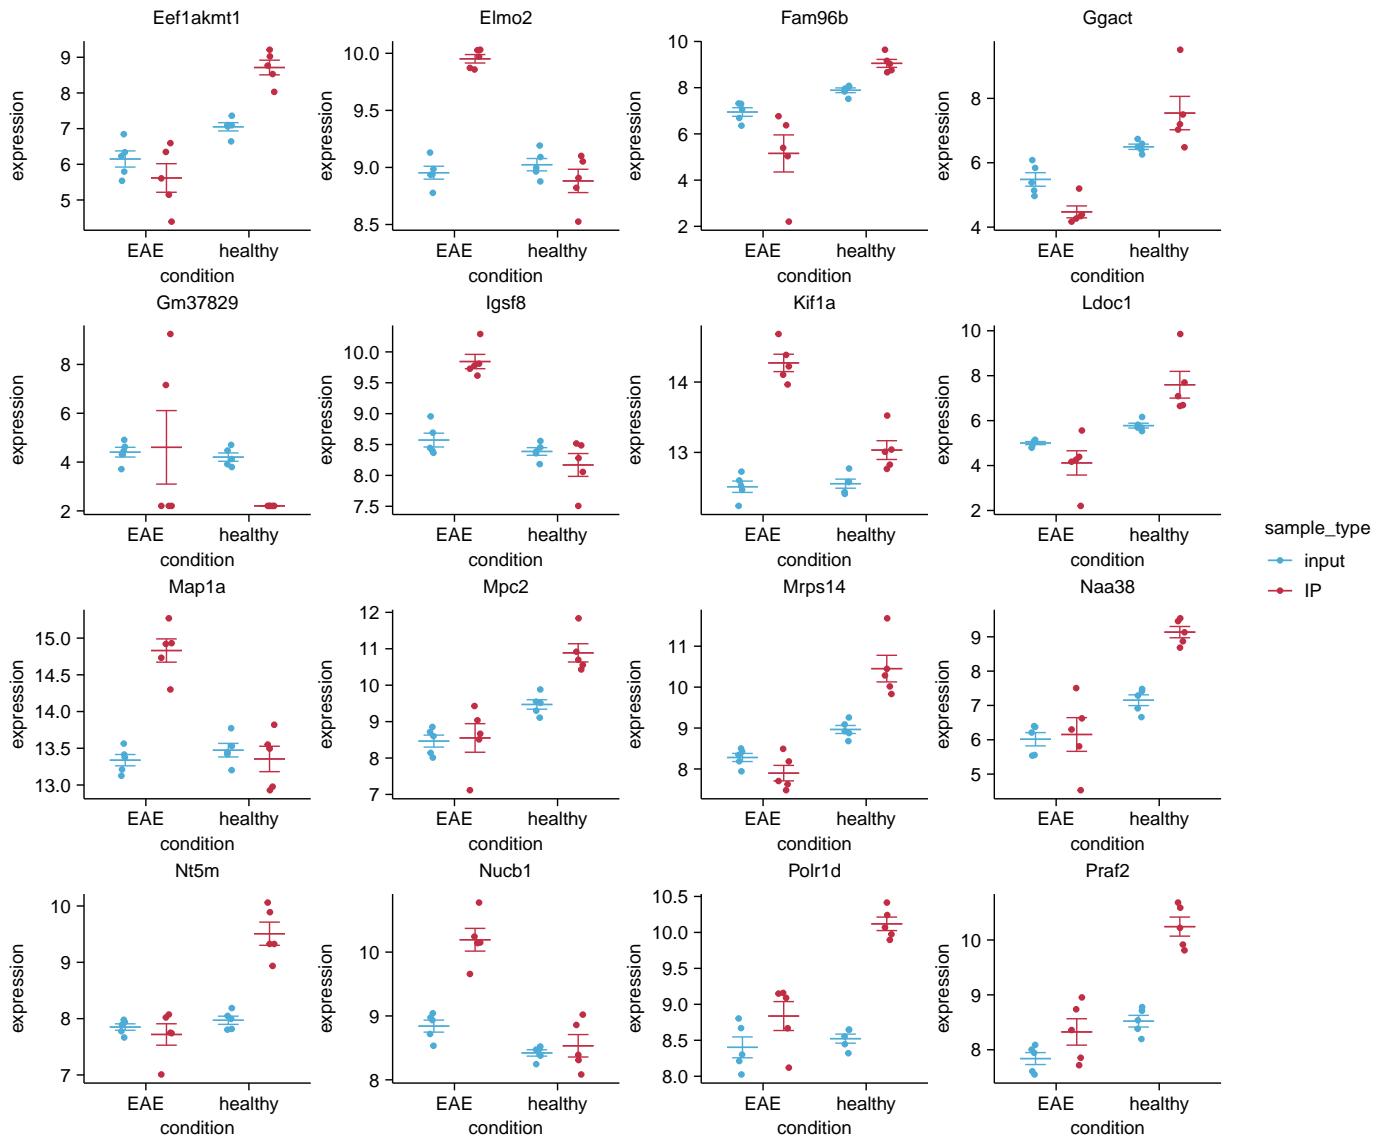 Eef1akmt1
expression
9
8
7
6
5
EAE healthy
condition
Elmo2
expression
10.0
9.5
9.0
8.5
EAE healthy
condition
Fam96b
expression
10
8
6
4
2
EAE healthy
condition
Ggact
expression
8
6
4
EAE healthy
condition
Gm37829
expression
8
6
4
2
EAE healthy
condition
Igsf8
expression
10.0
9.5
9.0
8.5
8.0
7.5
EAE healthy
condition
Kif1a
expression
14
13
EAE healthy
condition
Ldoc1
expression
10
8
6
4
2
EAE healthy
condition
sample_type
input
IP
Map1a
expression
15.0
14.5
14.0
13.5
13.0
EAE healthy
condition
Mpc2
expression
12
11
10
9
8
7
EAE healthy
condition
Mrps14
expression
11
10
9
8
EAE healthy
condition
Naa38
expression
9
8
7
6
5
EAE healthy
condition
Nt5m
expression
10
9
8
7
EAE healthy
condition
Nucb1
expression
10
9
8
EAE healthy
condition
Polr1d
expression
10.5
10.0
9.5
9.0
8.5
8.0
EAE healthy
condition
Praf2
expression
10
9
8
EAE healthy
condition